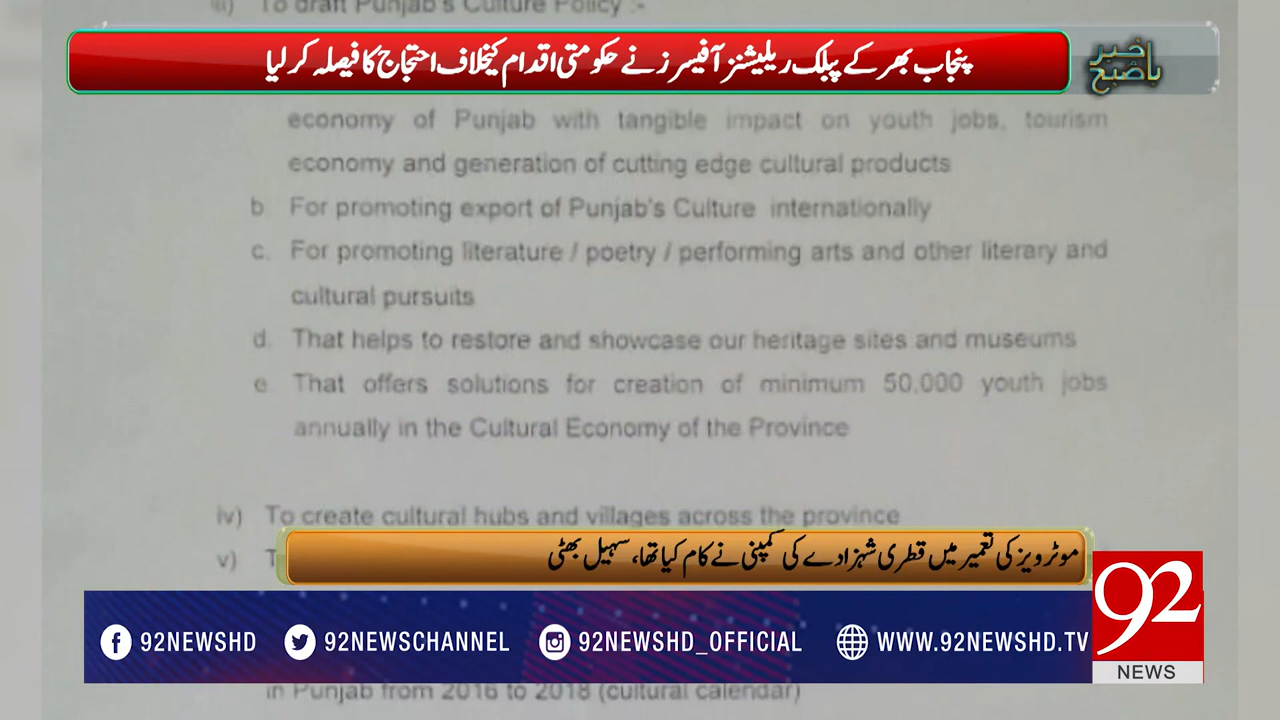 iii) To draft Punjab's Culture Policy :-
پنجاب بھر کے پبلک ریلیشنز آفیسرز نے حکومتی اقدام کیخلاف احتجاج کا فیصلہ کر لیا
باخبر صبح
economy of Punjab with tangible impact on youth jobs, tourism
economy and generation of cutting edge cultural products
b. For promoting export of Punjab's Culture internationally
c. For promoting literature / poetry / performing arts and other literary and
cultural pursuits
d. That helps to restore and showcase our heritage sites and museums
e That offers solutions for creation of minimum 50,000 youth jobs
annually in the Cultural Economy of the Province
iv) To create cultural hubs and villages across the province
v)
موٹرویز کی تعمیر میں قطری شہزادے کی کمپنی نے کام کیا تھا، سہیل بھٹی
92NEWSHD 92NEWSCHANNEL 92NEWSHD_OFFICIAL WWW.92NEWSHD.TV
92
NEWS
in Punjab from 2016 to 2018 (cultural calendar)